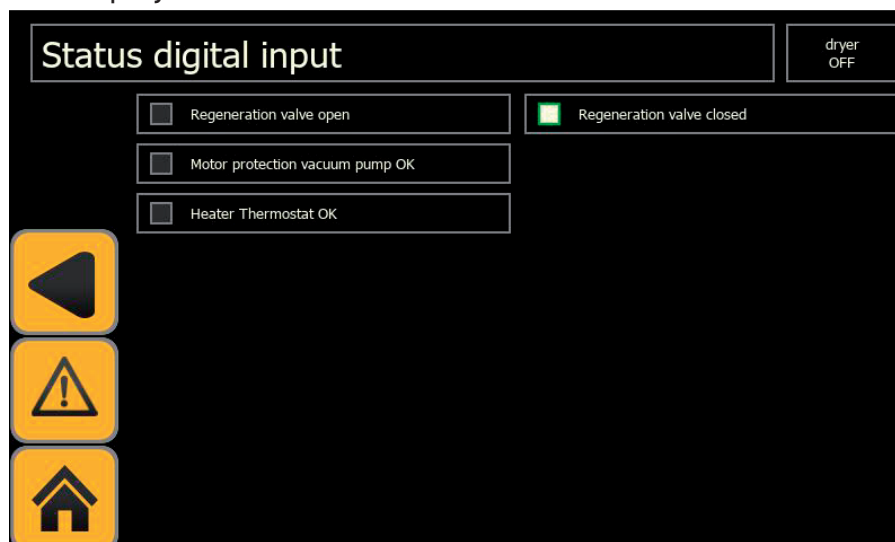 Status digital input
dryer
OFF
Regeneration valve open
Regeneration valve closed
Motor protection vacuum pump OK
Heater Thermostat OK